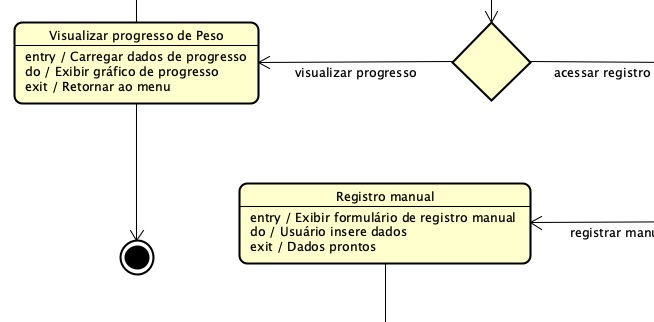 Visualizar progresso de Peso
entry / Carregar dados de progresso
do / Exibir gráfico de progresso
exit / Retornar ao menu
visualizar progresso
acessar registro
Registro manual
entry / Exibir formulário de registro manual
do / Usuário insere dados
exit / Dados prontos
registrar